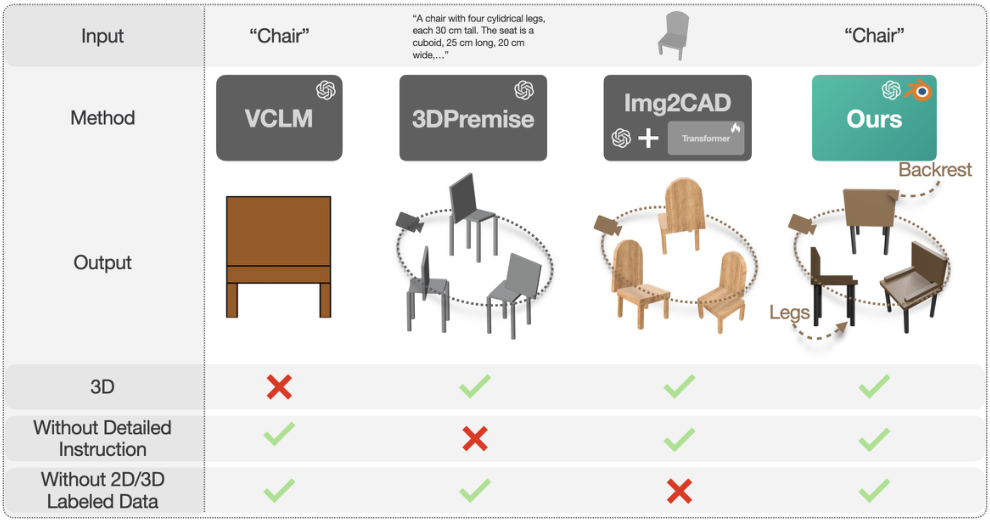 Input
“Chair”
“A chair with four cylidrical legs,
each 30 cm tall. The seat is a
cuboid, 25 cm long, 20 cm
wide,...”
“Chair”
Method
VCLM
3DPremise
Img2CAD
+
Transformer
Ours
Output
Backrest
Legs
3D
Without Detailed
Instruction
Without 2D/3D
Labeled Data